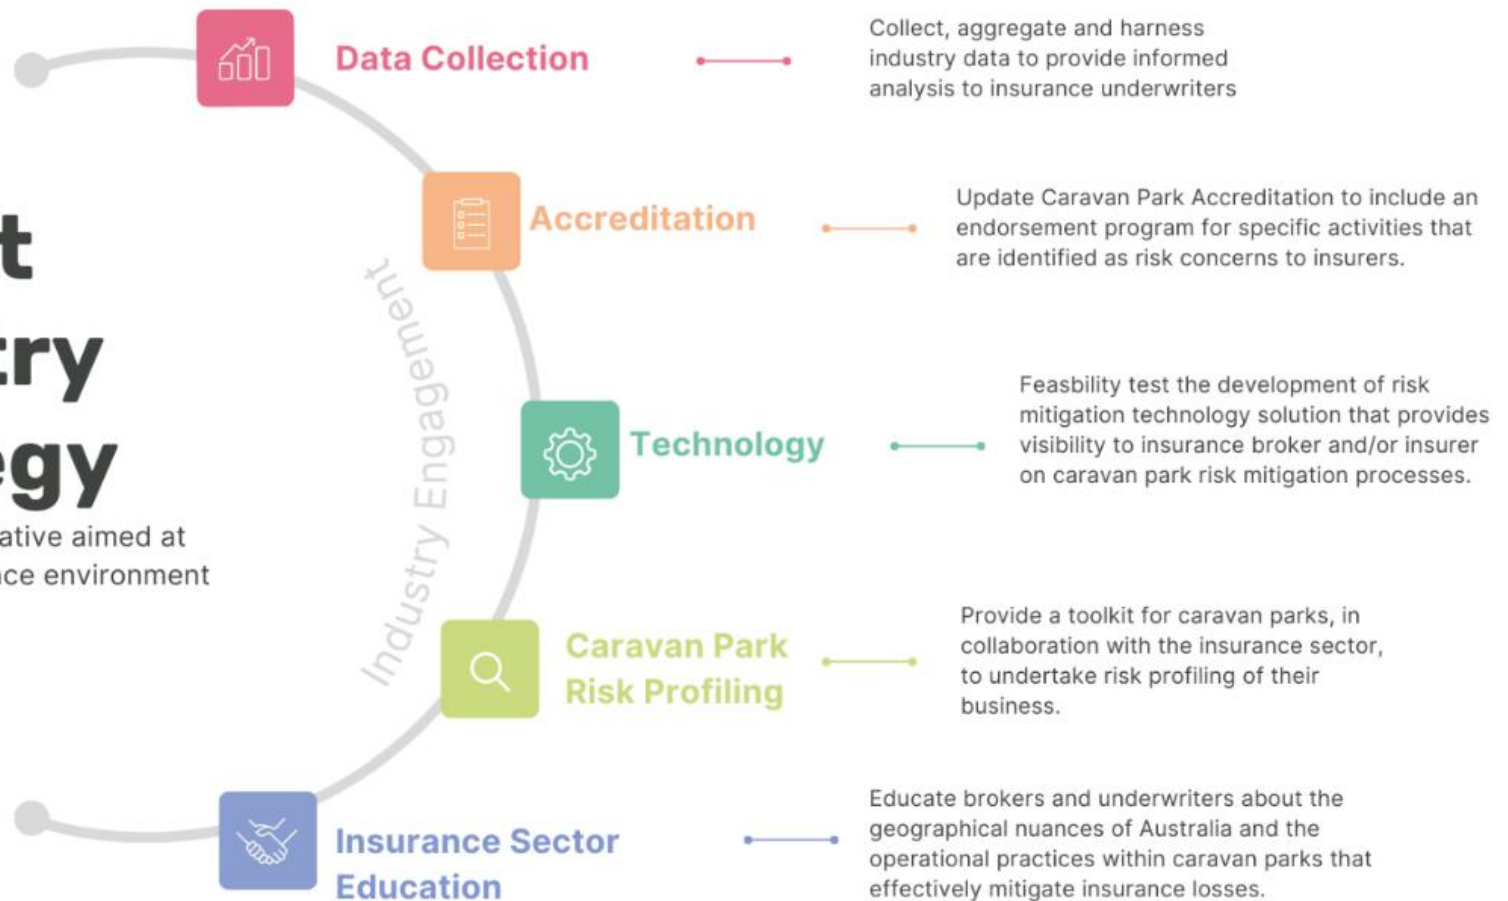 t
try
egy
ative aimed at
nce environment
Industry Engagement
Data Collection
Collect, aggregate and harness
industry data to provide informed
analysis to insurance underwriters
Accreditation
Update Caravan Park Accreditation to include an
endorsement program for specific activities that
are identified as risk concerns to insurers.
Technology
Feasbility test the development of risk
mitigation technology solution that provides
visibility to insurance broker and/or insurer
on caravan park risk mitigation processes.
Caravan Park
Risk Profiling
Provide a toolkit for caravan parks, in
collaboration with the insurance sector,
to undertake risk profiling of their
business.
Insurance Sector
Education
Educate brokers and underwriters about the
geographical nuances of Australia and the
operational practices within caravan parks that
effectively mitigate insurance losses.